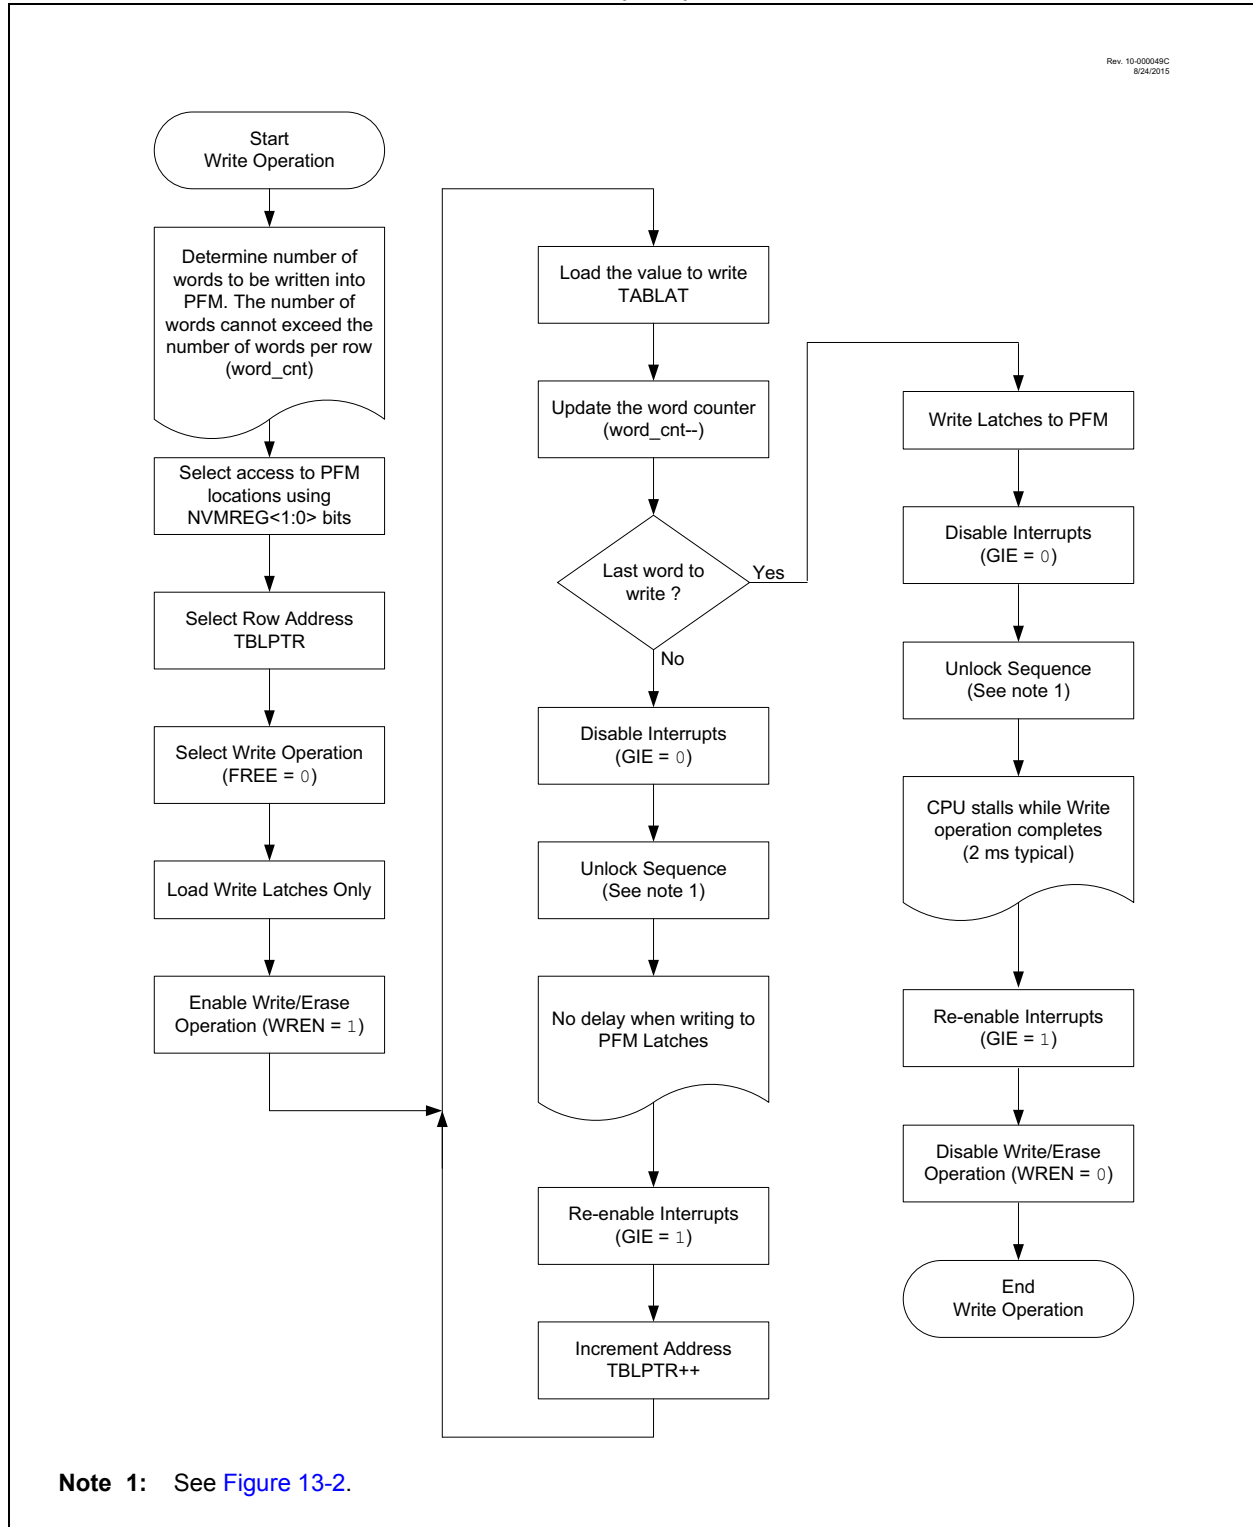 Rev. 10-000049C
8/24/2015
Start
Write Operation
Determine number of
words to be written into
PFM. The number of
words cannot exceed the
number of words per row
(word_cnt)
Select access to PFM
locations using
NVMREG<1:0> bits
Select Row Address
TBLPTR
Select Write Operation
(FREE = 0)
Load Write Latches Only
Enable Write/Erase
Operation (WREN = 1)
Load the value to write
TABLAT
Update the word counter
(word_cnt--)
Last word to
write ?
Yes
No
Disable Interrupts
(GIE = 0)
Unlock Sequence
(See note 1)
No delay when writing to
PFM Latches
Re-enable Interrupts
(GIE = 1)
Increment Address
TBLPTR++
Write Latches to PFM
Disable Interrupts
(GIE = 0)
Unlock Sequence
(See note 1)
CPU stalls while Write
operation completes
(2 ms typical)
Re-enable Interrupts
(GIE = 1)
Disable Write/Erase
Operation (WREN = 0)
End
Write Operation
Note 1: See Figure 13-2.